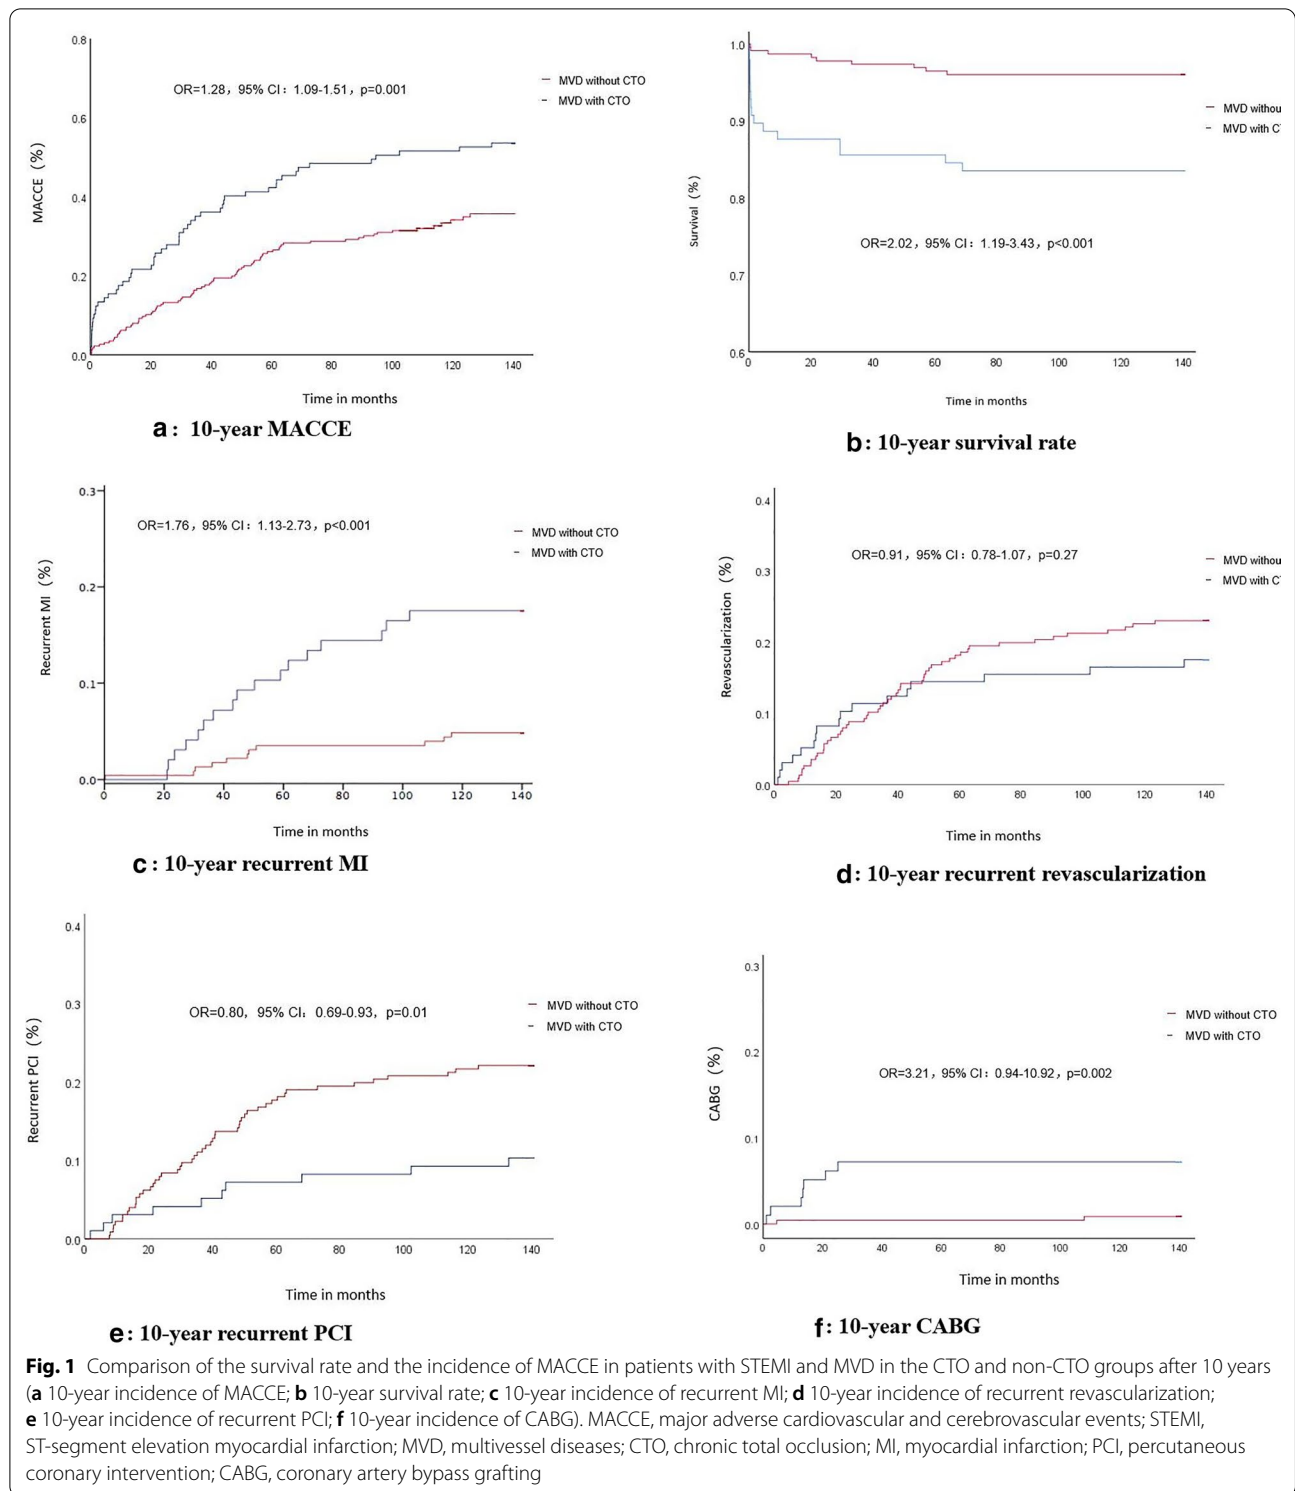 0.8
0.6
0.4
0.2
0.0
MACCE (%)
OR=1.28, 95% CI: 1.09-1.51, p=0.001
MVD without CTO
MVD with CTO
0 20 40 60 80 100 120 140
Time in months
a: 10-year MACCE
1.0
0.9
0.8
0.7
0.6
Survival (%)
MVD withou
MVD with C
OR=2.02, 95% CI: 1.19-3.43, p<0.001
0 20 40 60 80 100 120 140
Time in months
b: 10-year survival rate
0.3
0.2
0.1
0.0
Recurrent MI (%)
OR=1.76, 95% CI: 1.13-2.73, p<0.001
MVD without CTO
MVD with CTO
0 20 40 60 80 100 120 140
Time in months
c: 10-year recurrent MI
0.4
0.3
0.2
0.1
0.0
Revascularization (%)
OR=0.91, 95% CI: 0.78-1.07, p=0.27
MVD withou
MVD with C
0 20 40 60 80 100 120 140
Time in months
d: 10-year recurrent revascularization
0.4
0.3
0.2
0.1
0.0
Recurrent PCI (%)
OR=0.80, 95% CI: 0.69-0.93, p=0.01
MVD without CTO
MVD with CTO
0 20 40 60 80 100 120 140
Time in months
e: 10-year recurrent PCI
0.3
0.2
0.1
0.0
CABG (%)
MVD without CTO
MVD with CTO
OR=3.21, 95% CI: 0.94-10.92, p=0.002
0 20 40 60 80 100 120 140
Time in months
f: 10-year CABG
Fig. 1 Comparison of the survival rate and the incidence of MACCE in patients with STEMI and MVD in the CTO and non-CTO groups after 10 years
(a 10-year incidence of MACCE; b 10-year survival rate; c 10-year incidence of recurrent MI; d 10-year incidence of recurrent revascularization;
e 10-year incidence of recurrent PCI; f 10-year incidence of CABG). MACCE, major adverse cardiovascular and cerebrovascular events; STEMI,
ST-segment elevation myocardial infarction; MVD, multivessel diseases; CTO, chronic total occlusion; MI, myocardial infarction; PCI, percutaneous
coronary intervention; CABG, coronary artery bypass grafting